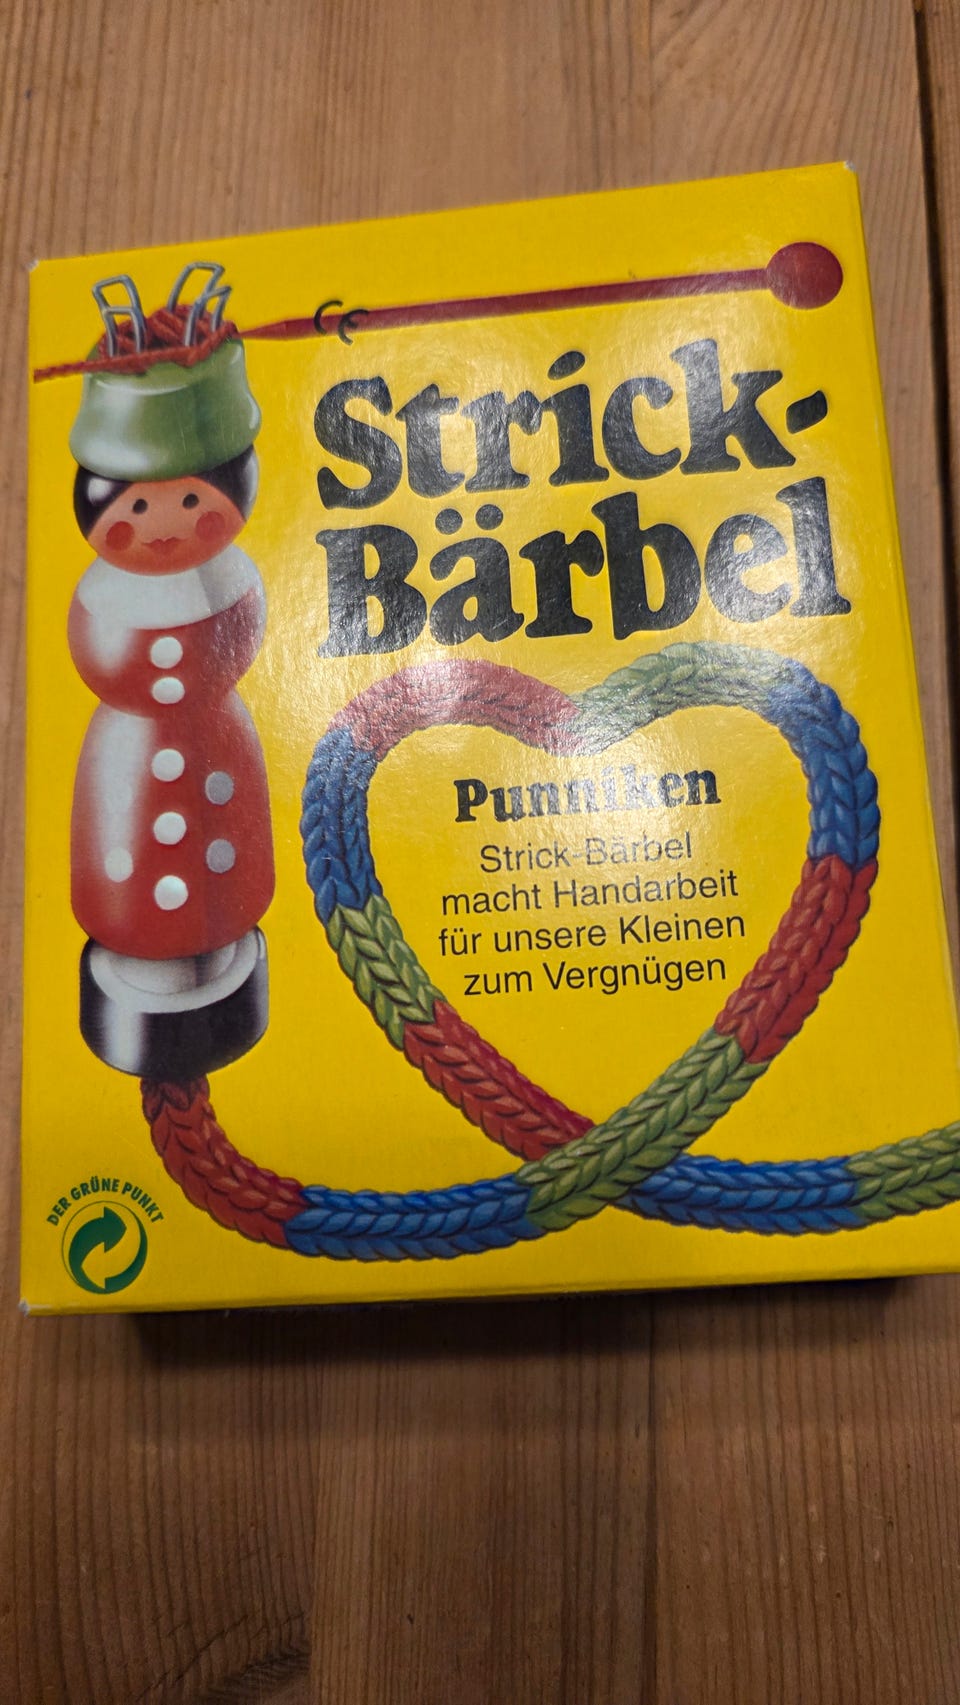 CE
Strick-
Bärbel
Punniken
Strick-Bärbel
macht Handarbeit
für unsere Kleinen
zum Vergnügen
DER GRÜNE PUNKT